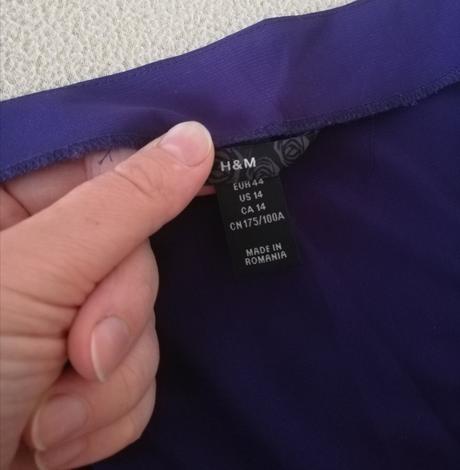 H&M
EUR 44
US 14
CA 14
CN175/100A
MADE IN
ROMANIA